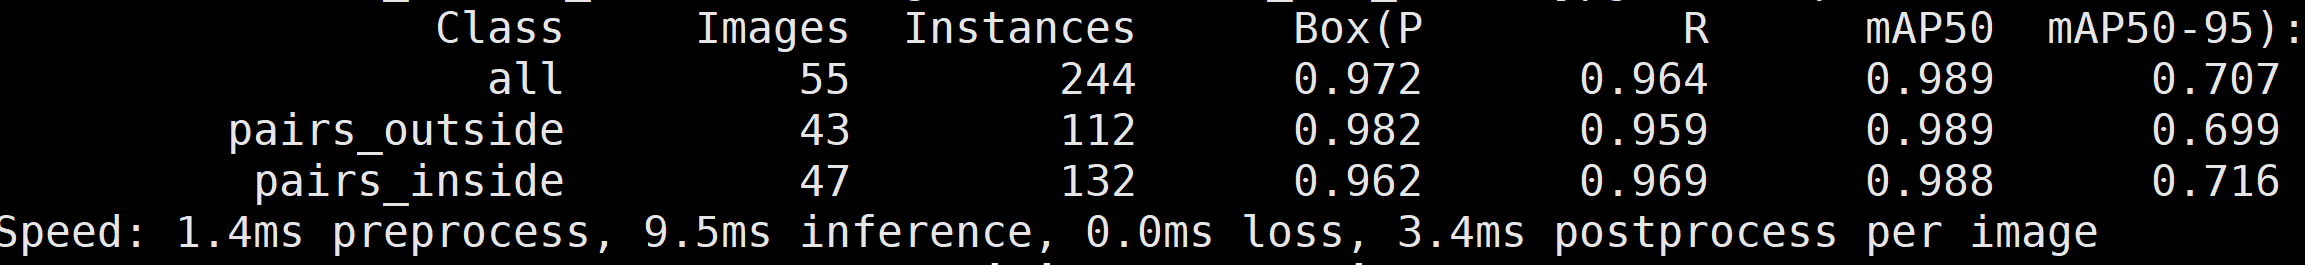 Class Images Instances Box(P R mAP50 mAP50-95):
all 55 244 0.972 0.964 0.989 0.707
pairs_outside 43 112 0.982 0.959 0.989 0.699
pairs_inside 47 132 0.962 0.969 0.988 0.716
Speed: 1.4ms preprocess, 9.5ms inference, 0.0ms loss, 3.4ms postprocess per image